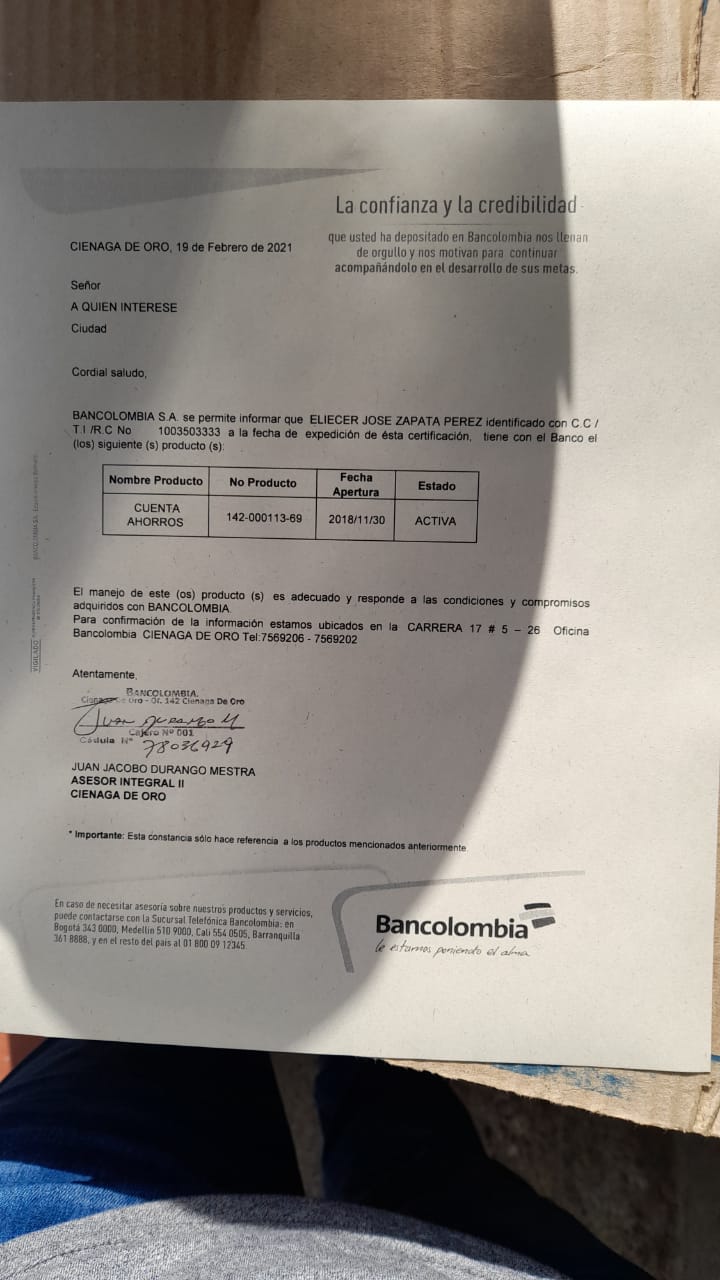 La confianza y la credibilidad
que usted ha depositado en Bancolombia nos llenan
de orgullo y nos motivan para continuar
acompañándolo en el desarrollo de sus metas.
CIENAGA DE ORO, 19 de Febrero de 2021
Señor
A QUIEN INTERESE
Ciudad
Cordial saludo,
BANCOLOMBIA S.A. se permite informar que ELIECER JOSE ZAPATA PEREZ identificado con C.C /
T.I /R.C No 1003503333 a la fecha de expedición de ésta certificación, tiene con el Banco el
(los) siguiente (s) producto (s):
Nombre Producto No Producto Fecha Apertura Estado
CUENTA AHORROS 142-000113-69 2018/11/30 ACTIVA
El manejo de este (os) producto (s) es adecuado y responde a las condiciones y compromisos
adquiridos con BANCOLOMBIA.
Para confirmación de la información estamos ubicados en la CARRERA 17 # 5 – 26 Oficina
Bancolombia CIENAGA DE ORO Tel:7569206 - 7569202
Atentamente,
BANCOLOMBIA.
Cienaga De Oro - Of. 142 Cienaga De Oro
Juan Durango M
Cajero Nº 001
Cédula Nº 78036929
JUAN JACOBO DURANGO MESTRA
ASESOR INTEGRAL II
CIENAGA DE ORO
* Importante: Esta constancia sólo hace referencia a los productos mencionados anteriormente.
En caso de necesitar asesoría sobre nuestros productos y servicios,
puede contactarse con la Sucursal Telefónica Bancolombia: en
Bogotá 343 0000, Medellín 510 9000, Cali 554 0505, Barranquilla
361 8888, y en el resto del país al 01 800 09 12345.
Bancolombia
le estamos poniendo el alma
VIGILADO